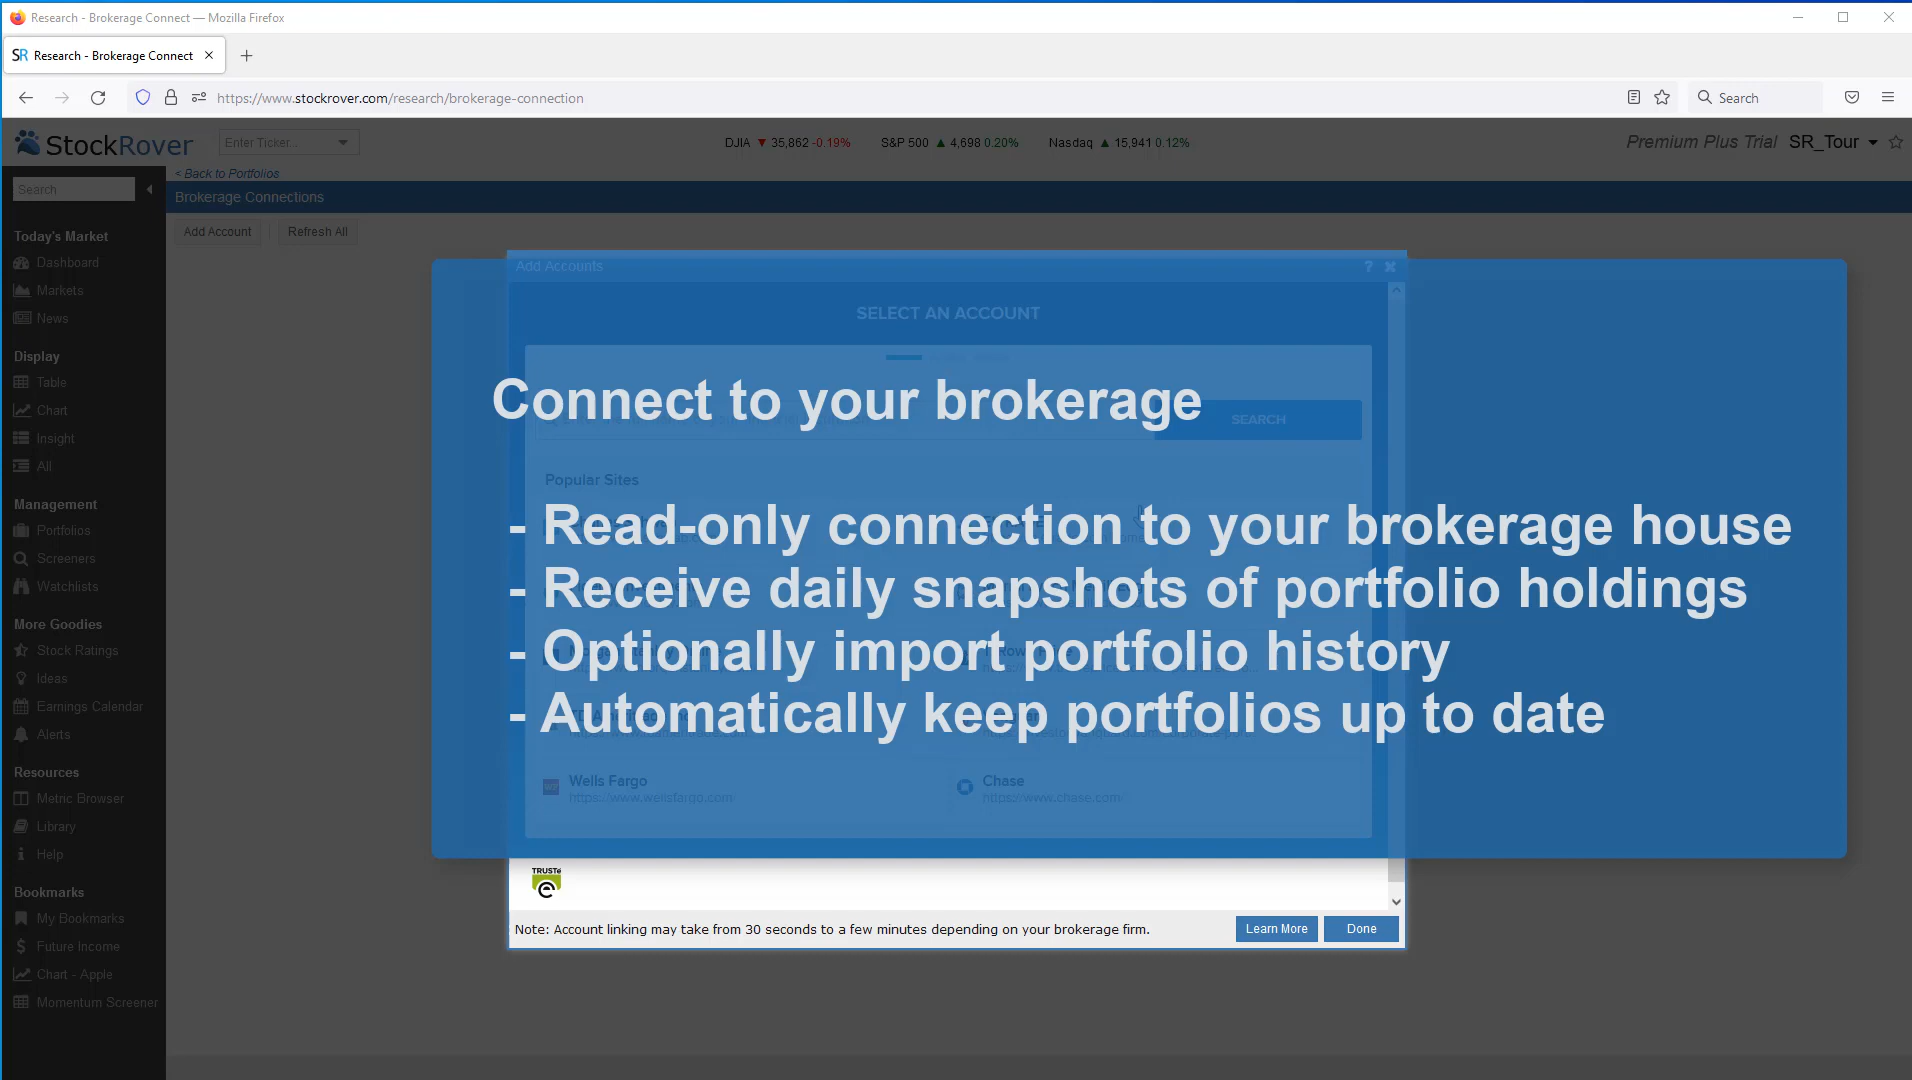 Research - Brokerage Connect — Mozilla Firefox
SR Research - Brokerage Connect
https://www.stockrover.com/research/brokerage-connection
Search
StockRover
Enter Ticker...
DJIA ▼ 35,862 -0.19% S&P 500 ▲ 4,698 0.20% Nasdaq ▲ 15,941 0.12%
Premium Plus Trial SR_Tour
< Back to Portfolios
Search
Brokerage Connections
Add Account Refresh All
Today's Market
Dashboard
Markets
News
Display
Table
Chart
Insight
All
Management
Portfolios
Screeners
Watchlists
More Goodies
Stock Ratings
Ideas
Earnings Calendar
Alerts
Resources
Metric Browser
Library
Help
Bookmarks
My Bookmarks
Future Income
Chart - Apple
Momentum Screener
Add Accounts
SELECT AN ACCOUNT
Connect to your brokerage
SEARCH
Popular Sites
- Read-only connection to your brokerage house
- Receive daily snapshots of portfolio holdings
- Optionally import portfolio history
- Automatically keep portfolios up to date
Wells Fargo
https://www.wellsfargo.com
Chase
https://www.chase.com
TRUSTe
Note: Account linking may take from 30 seconds to a few minutes depending on your brokerage firm.
Learn More Done